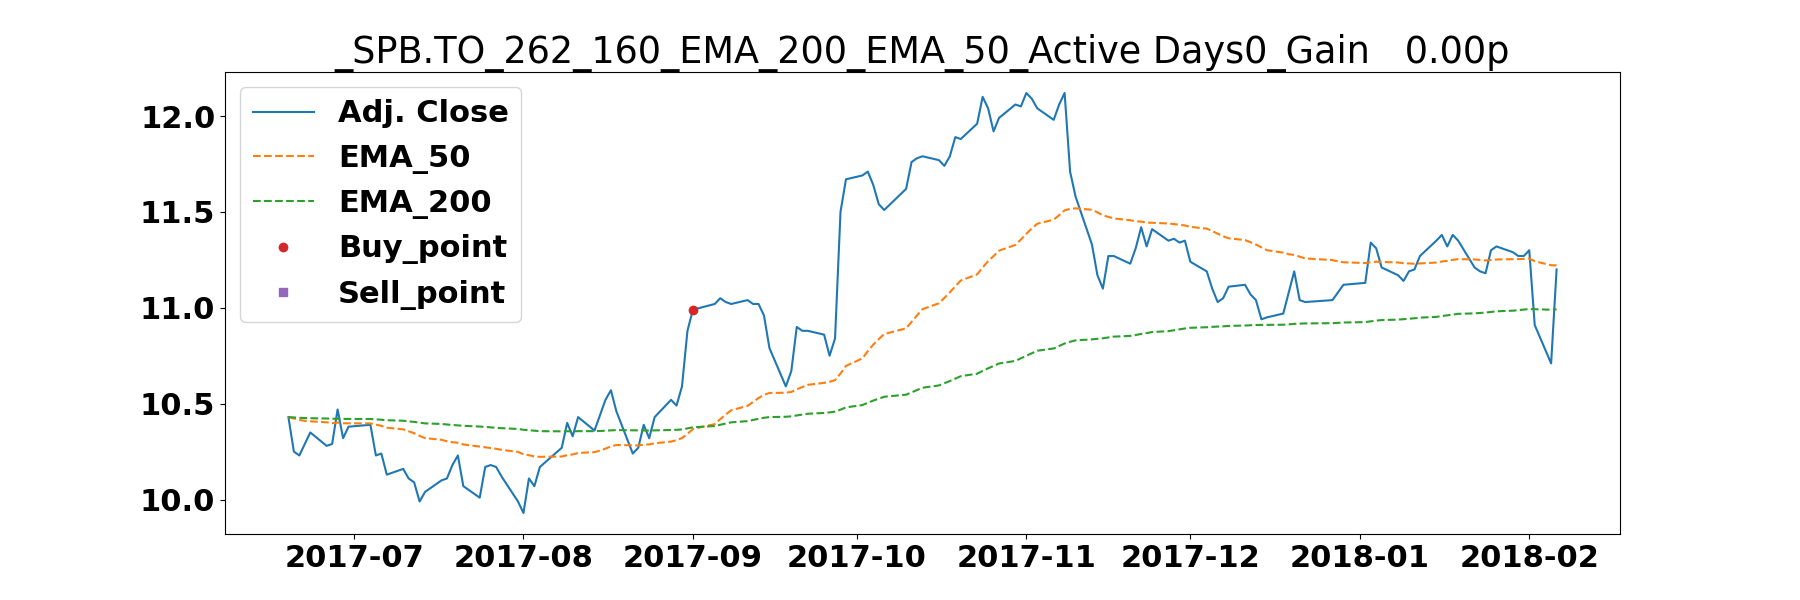 _SPB.TO_262_160_EMA_200_EMA_50_Active Days0_Gain   0.00p
Adj. Close
EMA_50
EMA_200
Buy_point
Sell_point
12.0
11.5
11.0
10.5
10.0
2017-07 2017-08 2017-09 2017-10 2017-11 2017-12 2018-01 2018-02